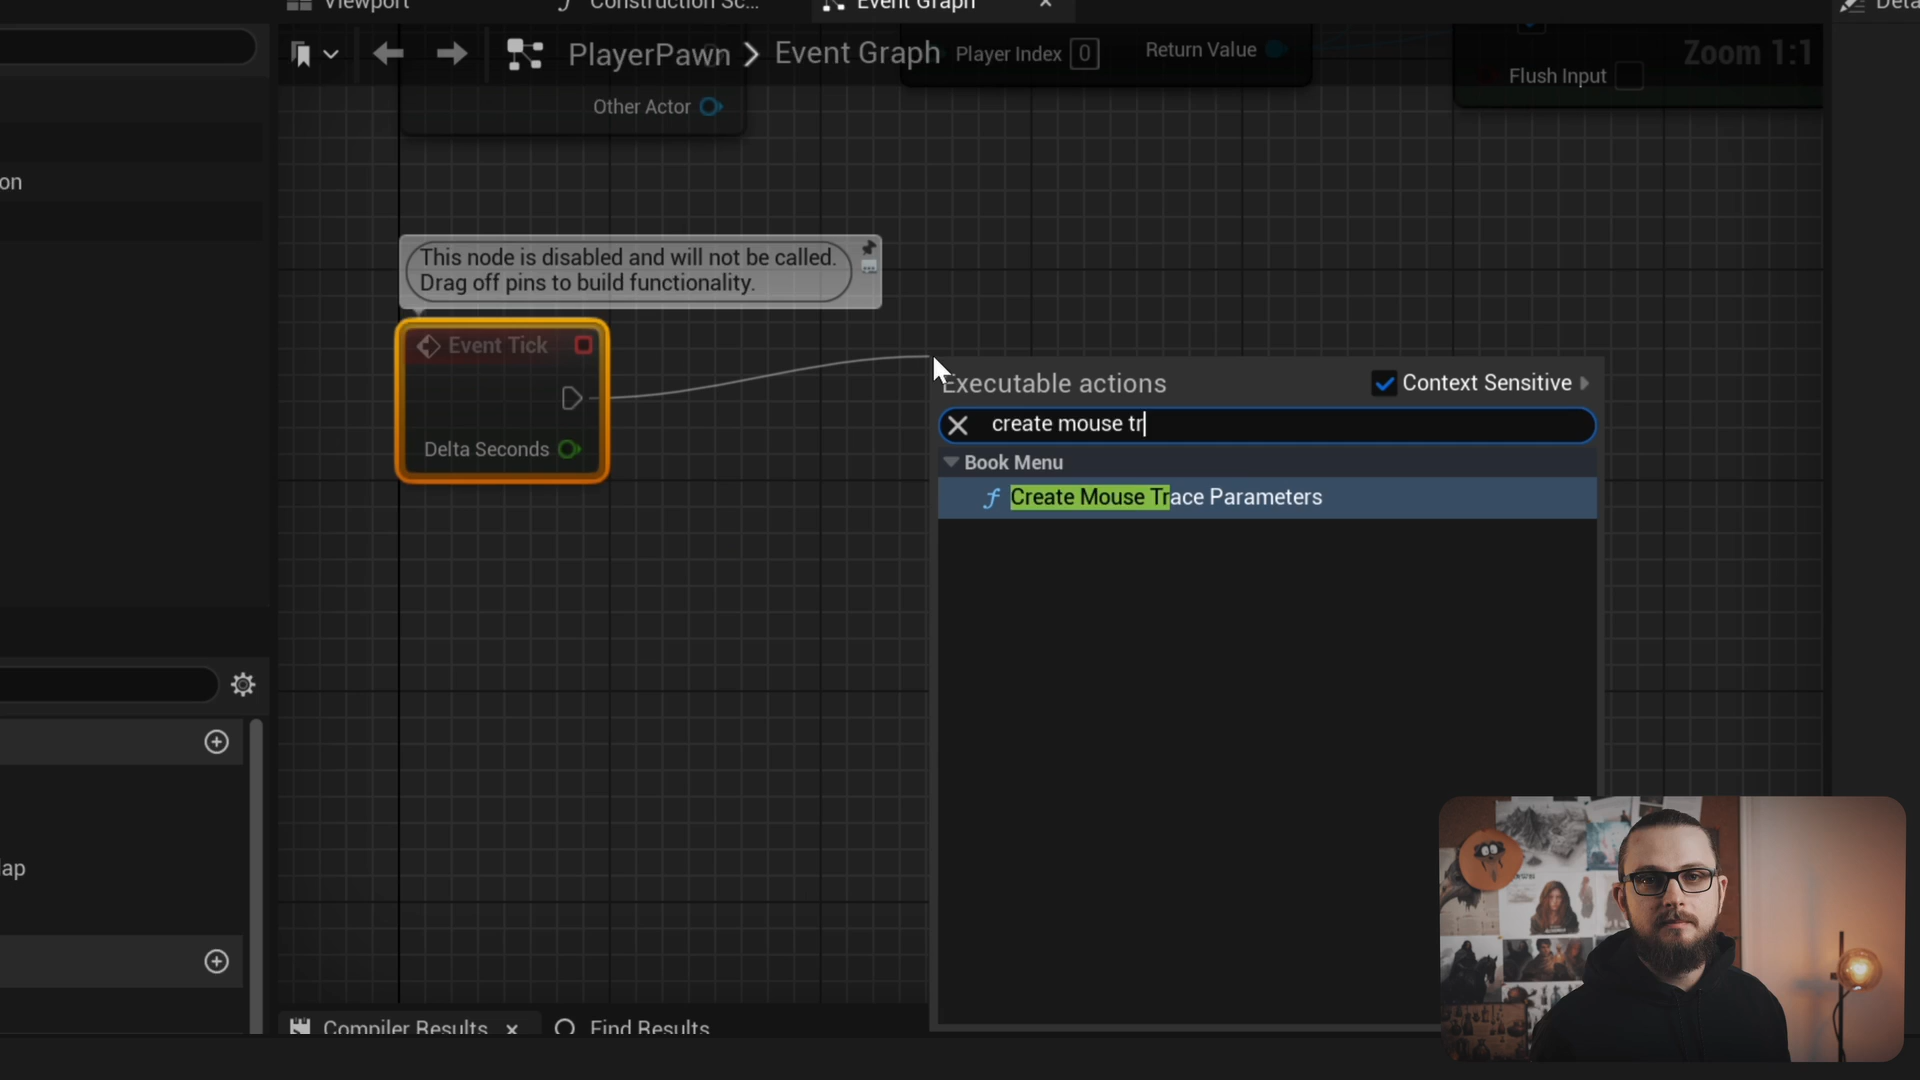 Viewport
Construction Sc...
Event Graph
PlayerPawn > Event Graph
Player Index 0
Return Value
Zoom 1:1
Flush Input
Other Actor
on
This node is disabled and will not be called.
Drag off pins to build functionality.
Event Tick
Delta Seconds
Executable actions
Context Sensitive
create mouse tr
Book Menu
f Create Mouse Trace Parameters
lap
Compiler Results
Find Results